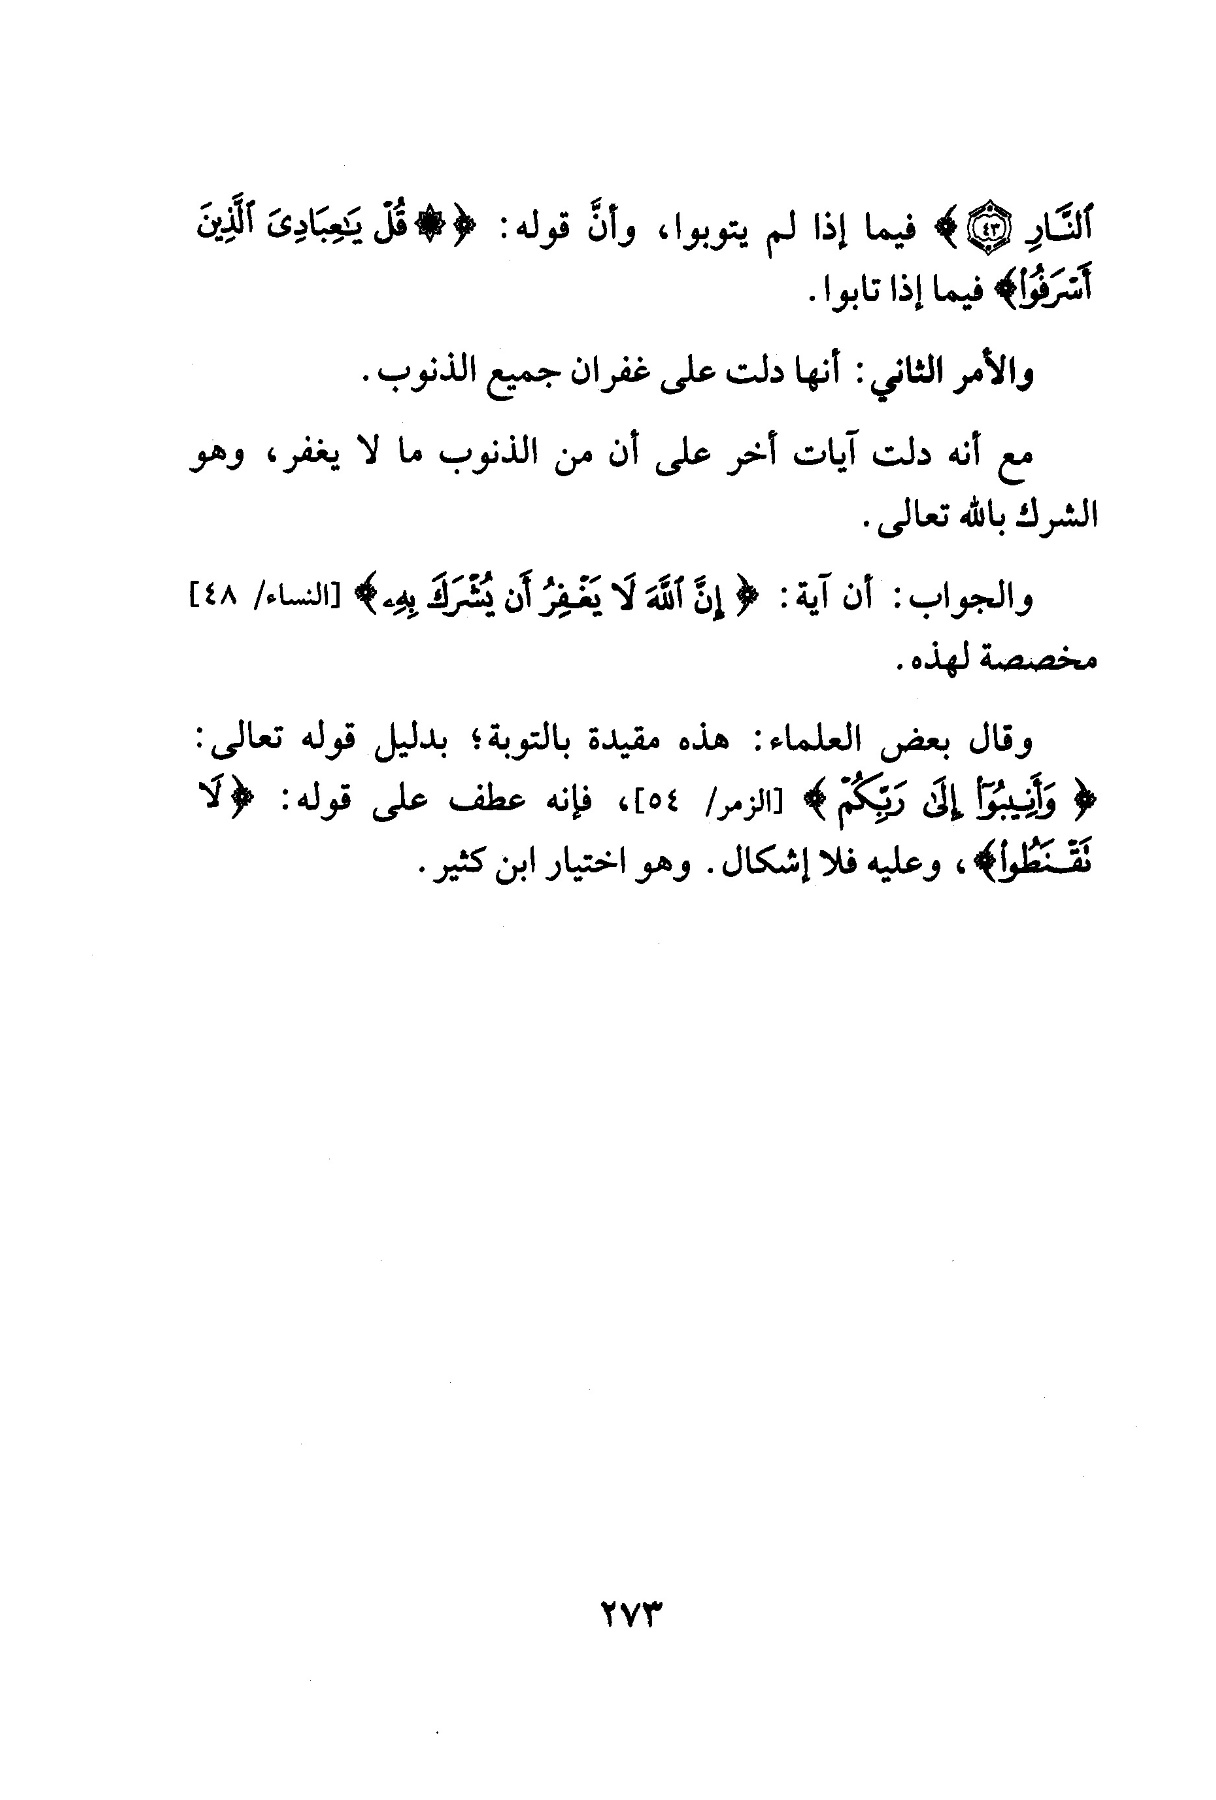 ٱلنَّارِ ﴿٤٣﴾﴾ فيما إذا لم يتوبوا، وأنَّ قوله: ﴿۞ قُلْ يَـٰعِبَادِىَ ٱلَّذِينَ
أَسْرَفُوا۟﴾ فيما إذا تابوا.
والأمر الثاني: أنها دلت على غفران جميع الذنوب.
مع أنه دلت آيات أخر على أن من الذنوب ما لا يغفر، وهو
الشرك بالله تعالى.
والجواب: أن آية: ﴿إِنَّ ٱللَّهَ لَا يَغْفِرُ أَن يُشْرَكَ بِهِۦ﴾ [النساء/ ٤٨]
مخصصة لهذه.
وقال بعض العلماء: هذه مقيدة بالتوبة؛ بدليل قوله تعالى:
﴿وَأَنِيبُوٓا۟ إِلَىٰ رَبِّكُمْ﴾ [الزمر/ ٥٤]، فإنه عطف على قوله: ﴿لَا
تَقْنَطُوا۟﴾، وعليه فلا إشكال. وهو اختيار ابن كثير.
٢٧٣